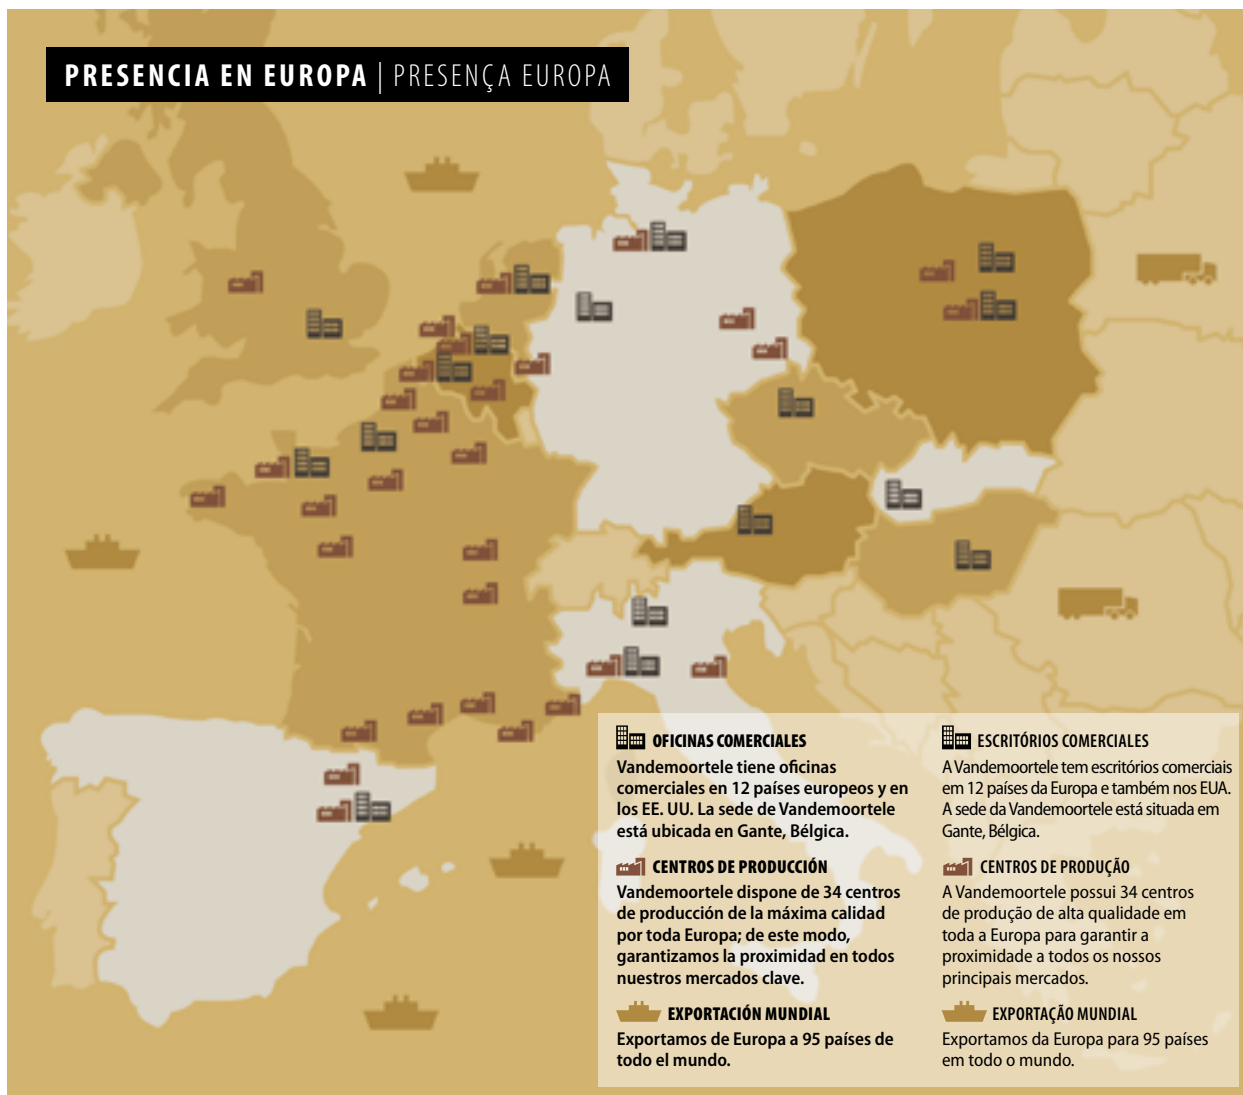 PRESENCIA EN EUROPA | PRESENÇA EUROPA
OFICINAS COMERCIALES
Vandemoortele tiene oficinas
comerciales en 12 países europeos y en
los EE. UU. La sede de Vandemoortele
está ubicada en Gante, Bélgica.
CENTROS DE PRODUCCIÓN
Vandemoortele dispone de 34 centros
de producción de la máxima calidad
por toda Europa; de este modo,
garantizamos la proximidad en todos
nuestros mercados clave.
EXPORTACIÓN MUNDIAL
Exportamos de Europa a 95 países de
todo el mundo.
ESCRITÓRIOS COMERCIALES
A Vandemoortele tem escritórios comerciais
em 12 países da Europa e também nos EUA.
A sede da Vandemoortele está situada em
Gante, Bélgica.
CENTROS DE PRODUÇÃO
A Vandemoortele possui 34 centros
de produção de alta qualidade em
toda a Europa para garantir a
proximidade a todos os nossos
principais mercados.
EXPORTAÇÃO MUNDIAL
Exportamos da Europa para 95 países
em todo o mundo.